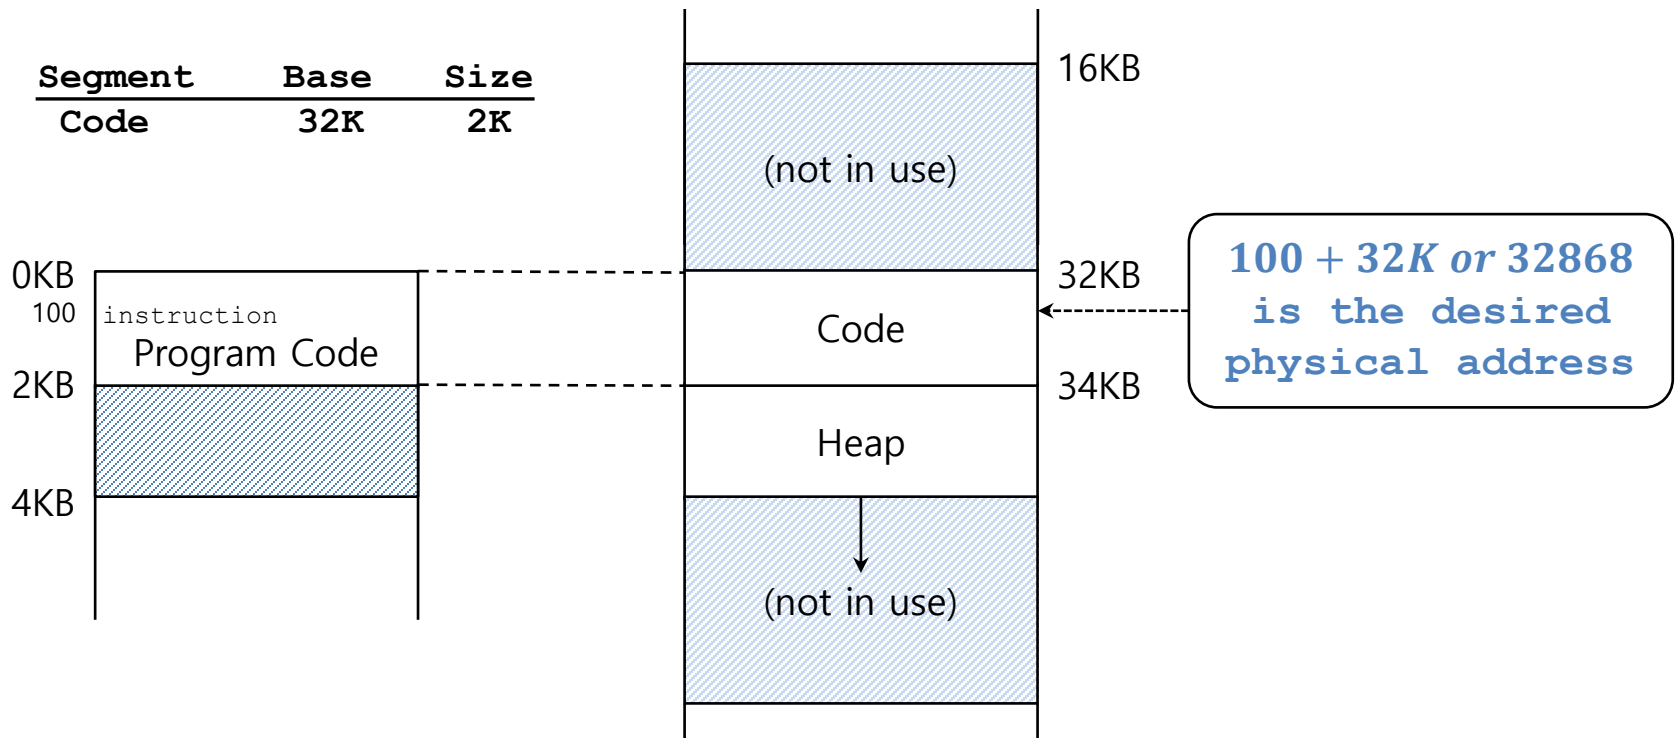 Segment Base Size
Code 32K 2K
0KB
100 instruction
Program Code
2KB
4KB
16KB
(not in use)
32KB
Code
34KB
Heap
(not in use)
100 + 32K or 32868
is the desired
physical address